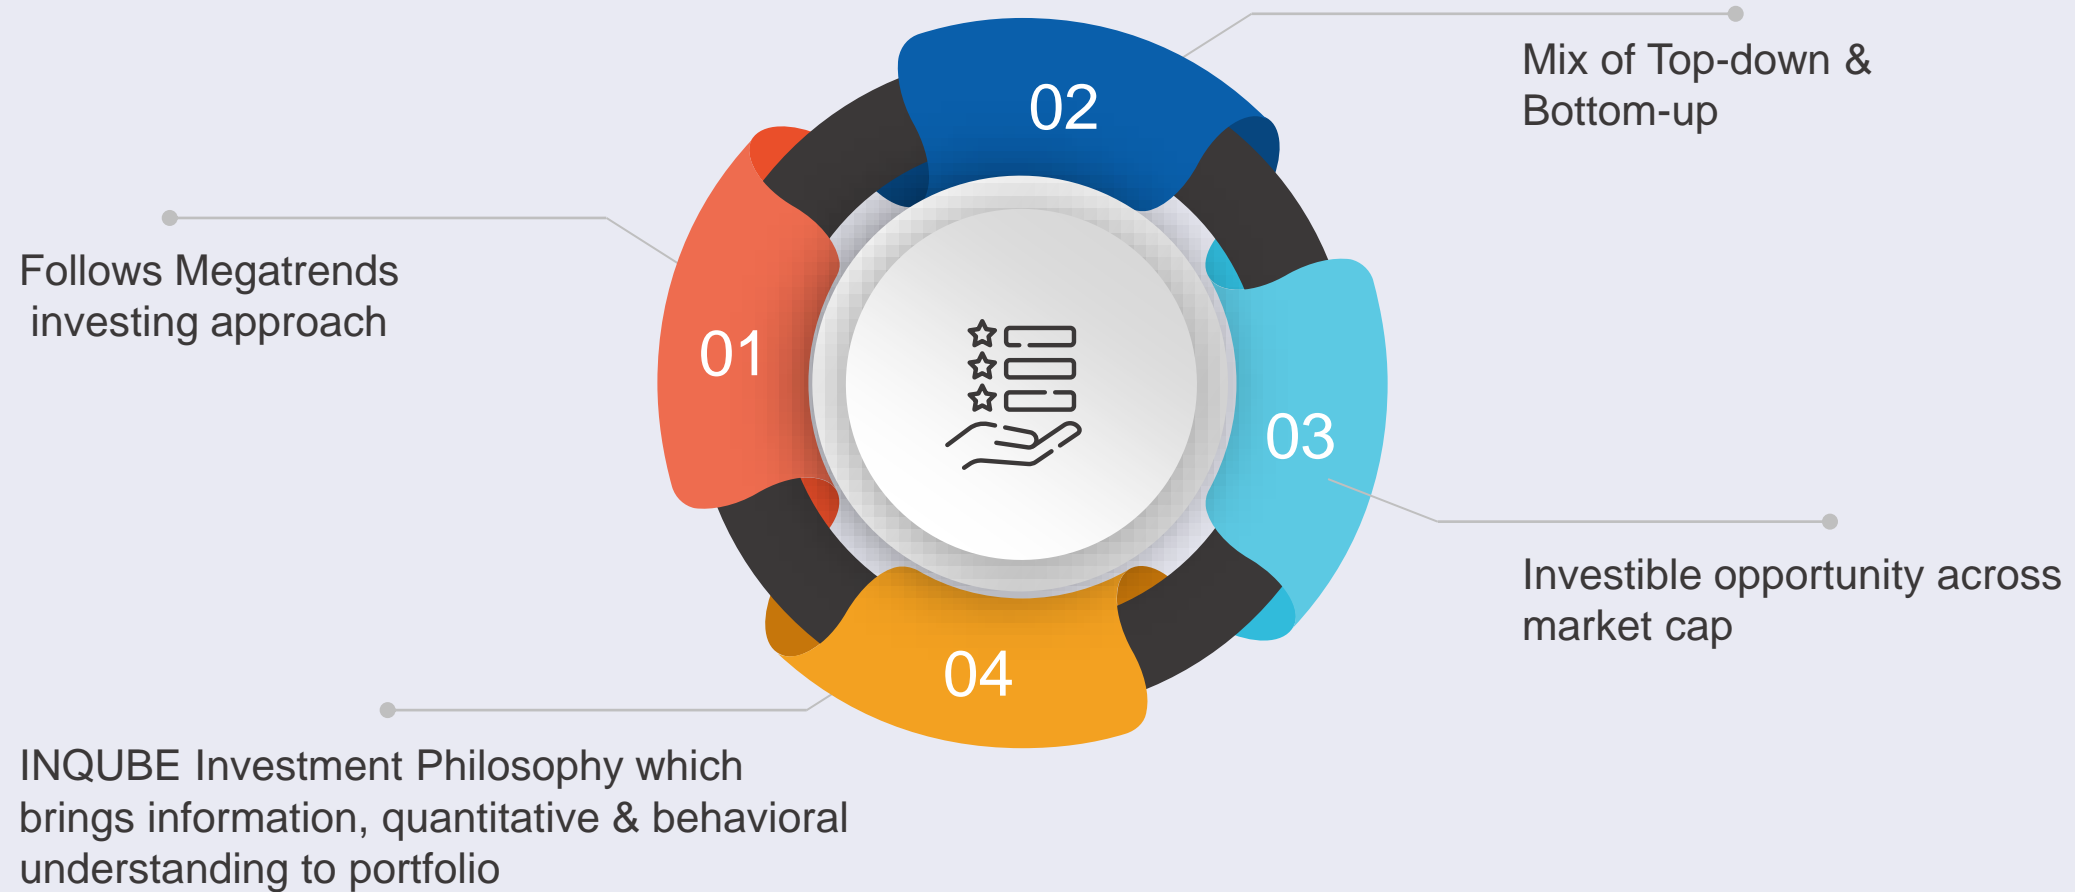 01
Follows Megatrends
investing approach
02
Mix of Top-down &
Bottom-up
03
Investible opportunity across
market cap
04
INQUBE Investment Philosophy which
brings information, quantitative & behavioral
understanding to portfolio